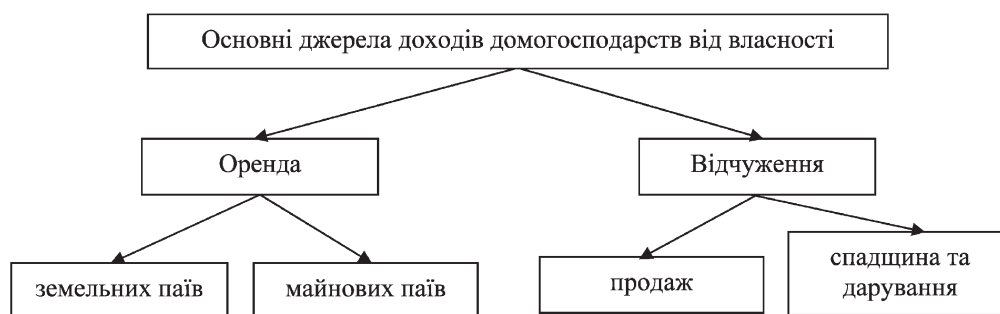 Основні джерела доходів домогосподарств від власності
Оренда
Відчуження
земельних паїв
майнових паїв
продаж
спадщина та
дарування